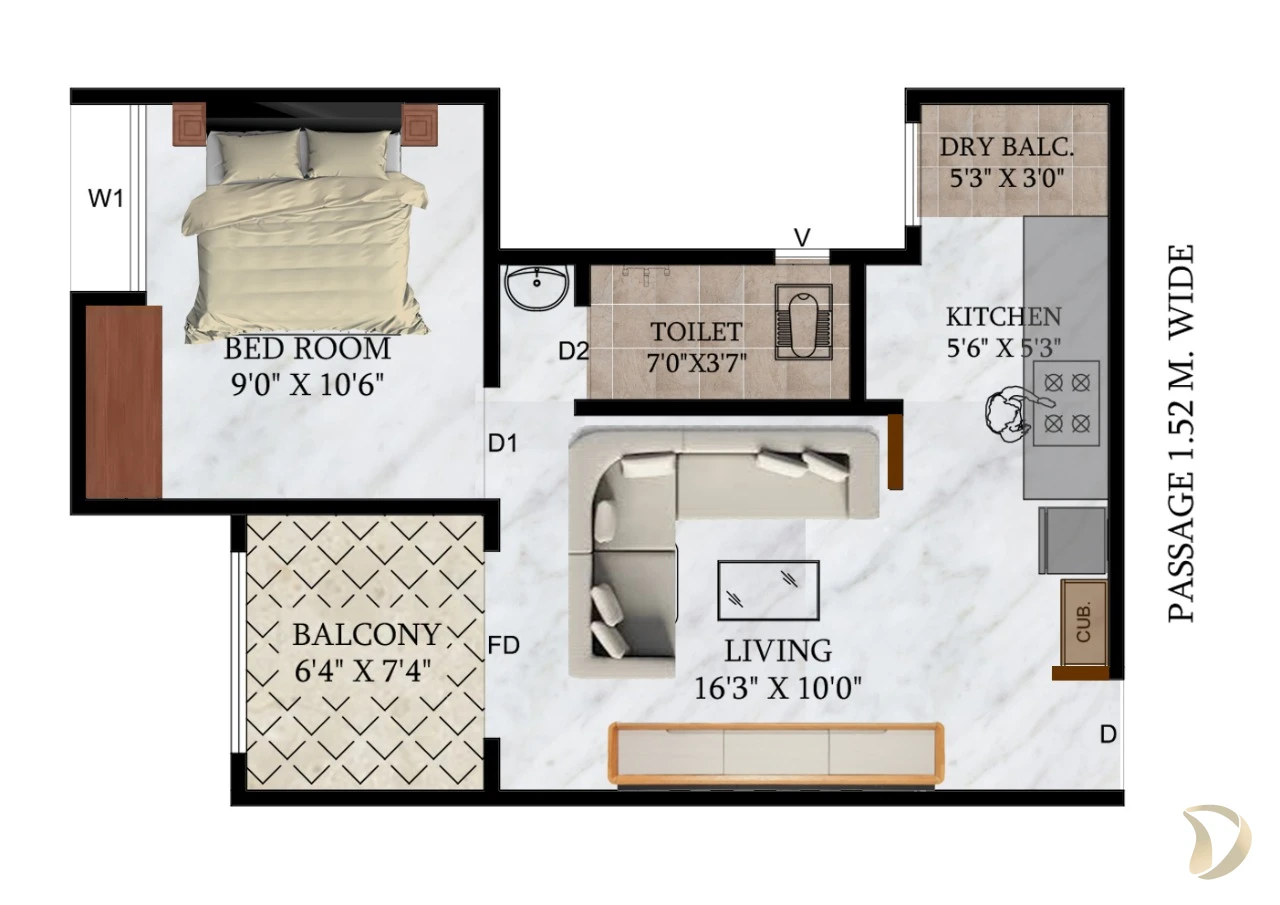 DRY BALC.
5'3" X 3'0"
W1
V
KITCHEN
5'6" X 5'3"
TOILET
7'0"X3'7"
D2
BED ROOM
9'0" X 10'6"
D1
PASSAGE 1.52 M. WIDE
CUB.
BALCONY
6'4" X 7'4"
FD
LIVING
16'3" X 10'0"
D